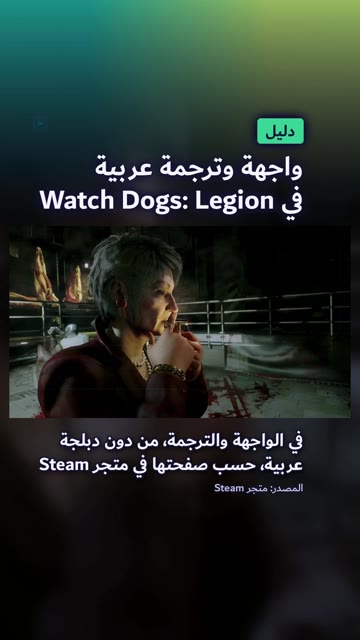 دليل
واجهة وترجمة عربية
في Watch Dogs: Legion
في الواجهة والترجمة، من دون دبلجة
عربية، حسب صفحتها في متجر Steam
المصدر: متجر Steam